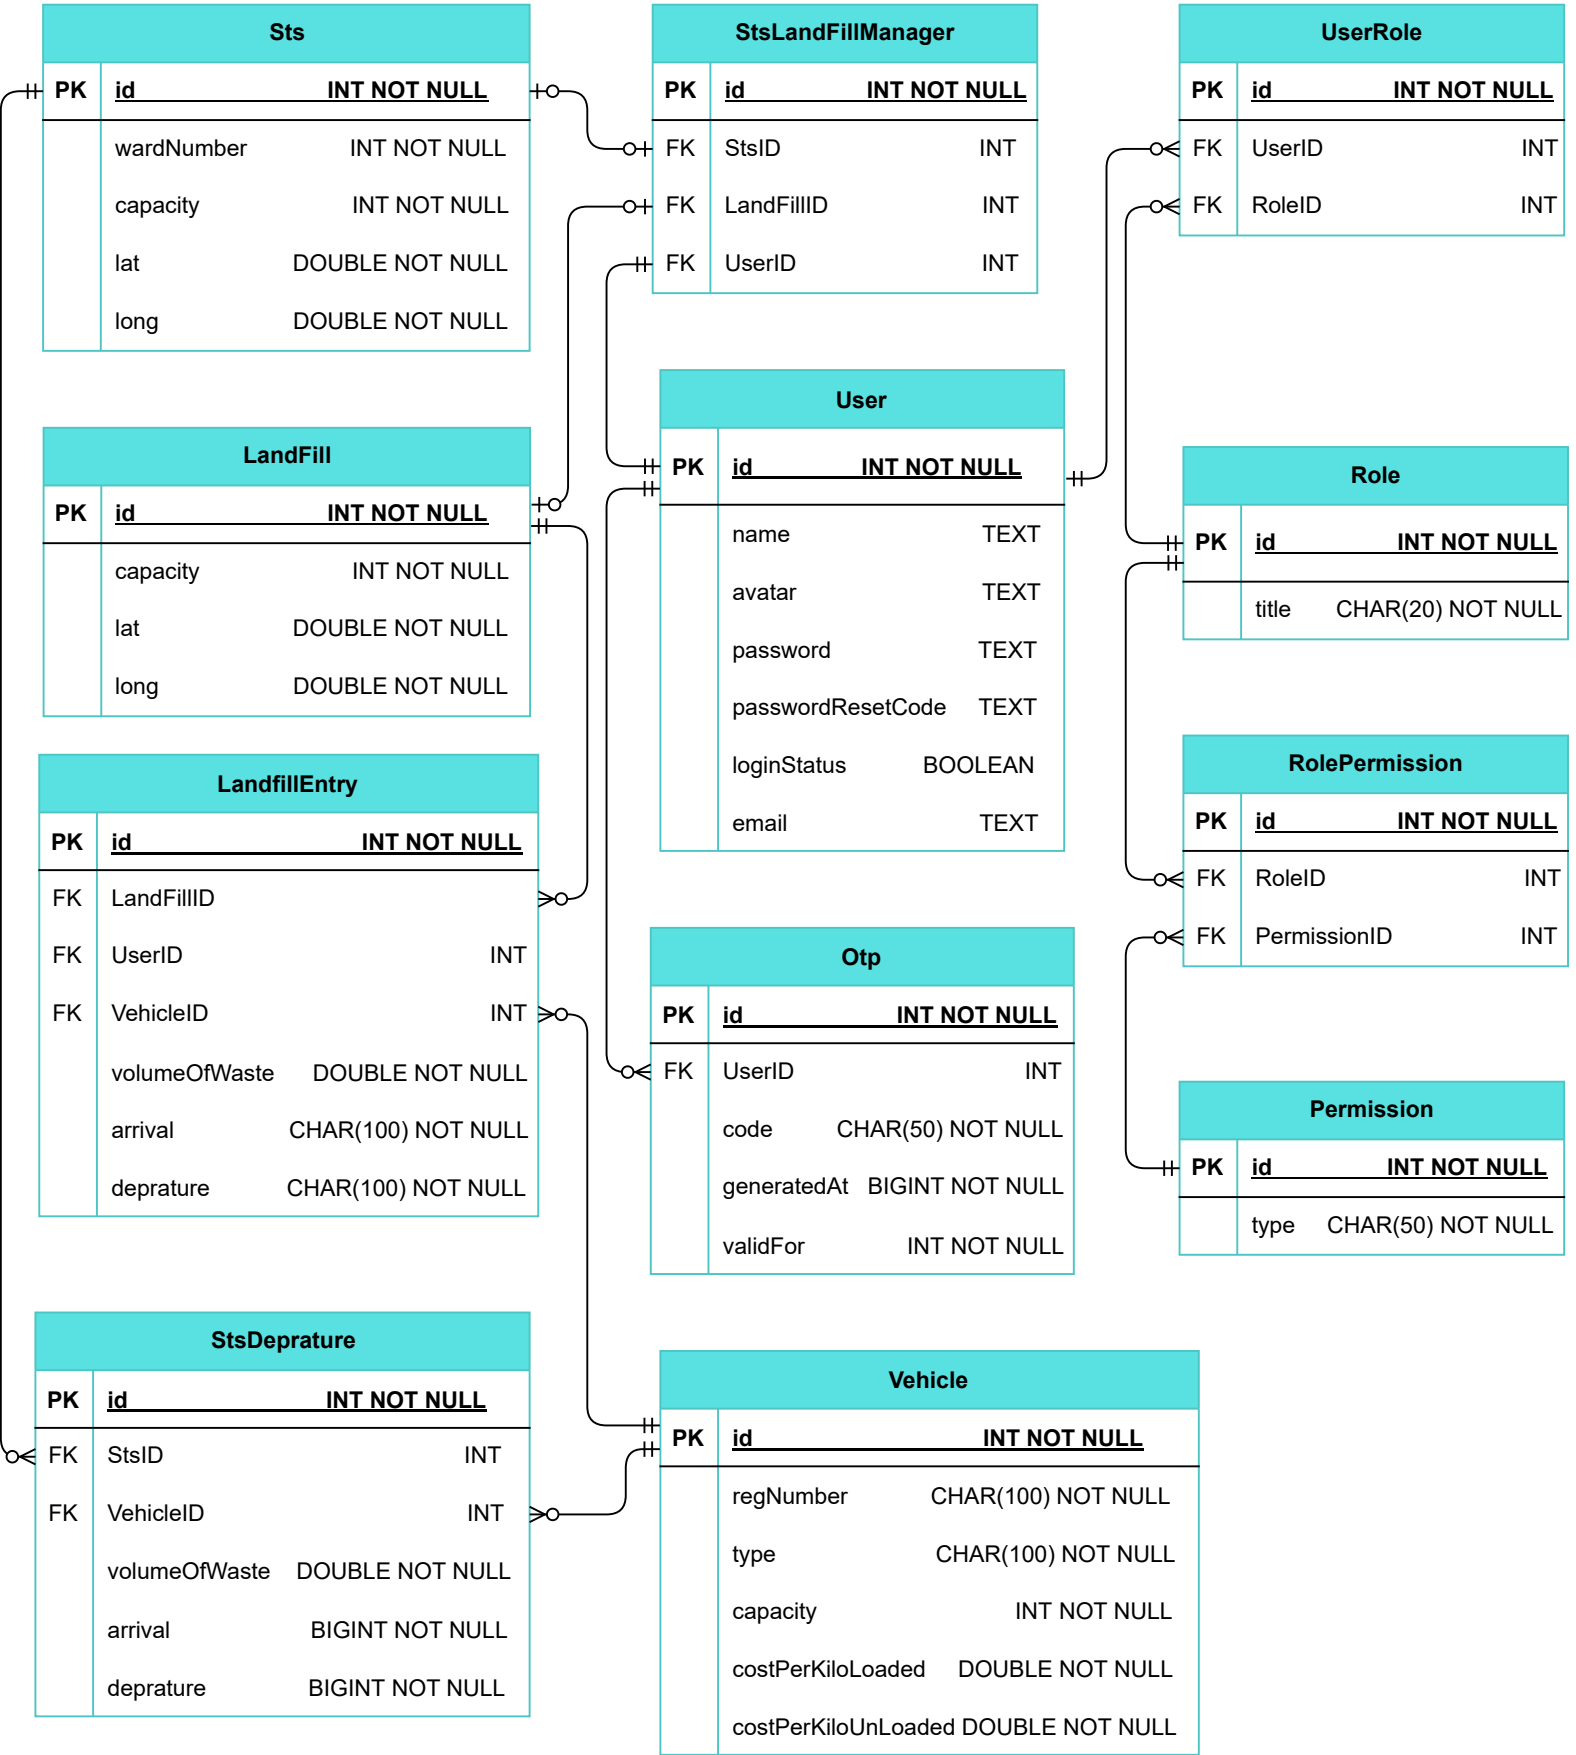 Sts
PK id INT NOT NULL
wardNumber INT NOT NULL
capacity INT NOT NULL
lat DOUBLE NOT NULL
long DOUBLE NOT NULL
StsLandFillManager
PK id INT NOT NULL
FK StsID INT
FK LandFillID INT
FK UserID INT
UserRole
PK id INT NOT NULL
FK UserID INT
FK RoleID INT
LandFill
PK id INT NOT NULL
capacity INT NOT NULL
lat DOUBLE NOT NULL
long DOUBLE NOT NULL
User
PK id INT NOT NULL
name TEXT
avatar TEXT
password TEXT
passwordResetCode TEXT
loginStatus BOOLEAN
email TEXT
Role
PK id INT NOT NULL
title CHAR(20) NOT NULL
LandfillEntry
PK id INT NOT NULL
FK LandFillID
FK UserID INT
FK VehicleID INT
volumeOfWaste DOUBLE NOT NULL
arrival CHAR(100) NOT NULL
deprature CHAR(100) NOT NULL
RolePermission
PK id INT NOT NULL
FK RoleID INT
FK PermissionID INT
Otp
PK id INT NOT NULL
FK UserID INT
code CHAR(50) NOT NULL
generatedAt BIGINT NOT NULL
validFor INT NOT NULL
Permission
PK id INT NOT NULL
type CHAR(50) NOT NULL
StsDeprature
PK id INT NOT NULL
FK StsID INT
FK VehicleID INT
volumeOfWaste DOUBLE NOT NULL
arrival BIGINT NOT NULL
deprature BIGINT NOT NULL
Vehicle
PK id INT NOT NULL
regNumber CHAR(100) NOT NULL
type CHAR(100) NOT NULL
capacity INT NOT NULL
costPerKiloLoaded DOUBLE NOT NULL
costPerKiloUnLoaded DOUBLE NOT NULL